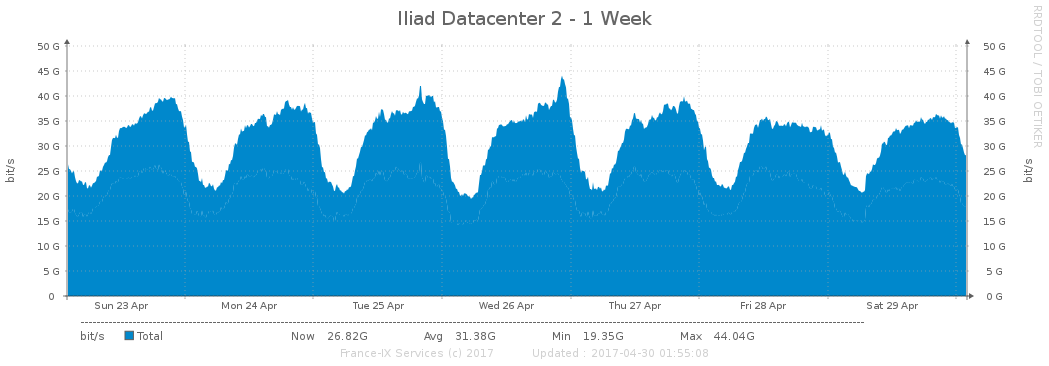 Iliad Datacenter 2 - 1 Week
RRDTOOL / TOBI OETIKER
50 G 50 G
45 G 45 G
40 G 40 G
35 G 35 G
30 G 30 G
25 G 25 G
20 G 20 G
15 G 15 G
10 G 10 G
5 G 5 G
0 0 G
bit/s bit/s
Sun 23 Apr Mon 24 Apr Tue 25 Apr Wed 26 Apr Thu 27 Apr Fri 28 Apr Sat 29 Apr
bit/s Total Now 26.82G Avg 31.38G Min 19.35G Max 44.04G
France-IX Services (c) 2017 Updated : 2017-04-30 01:55:08